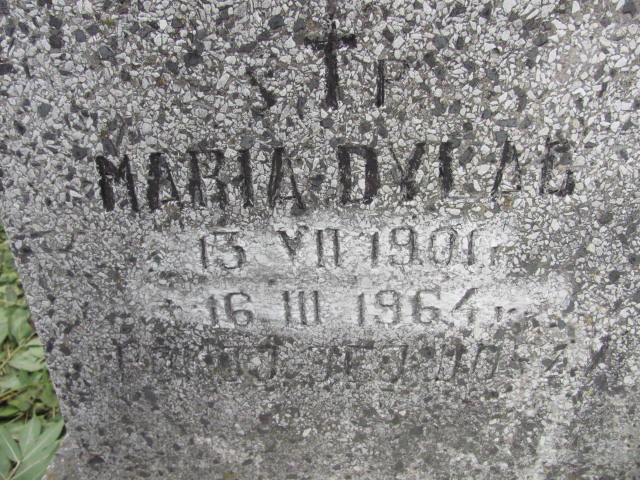 Ś † P
MARIA DYLAG
13 VII 1901
16 III 1964